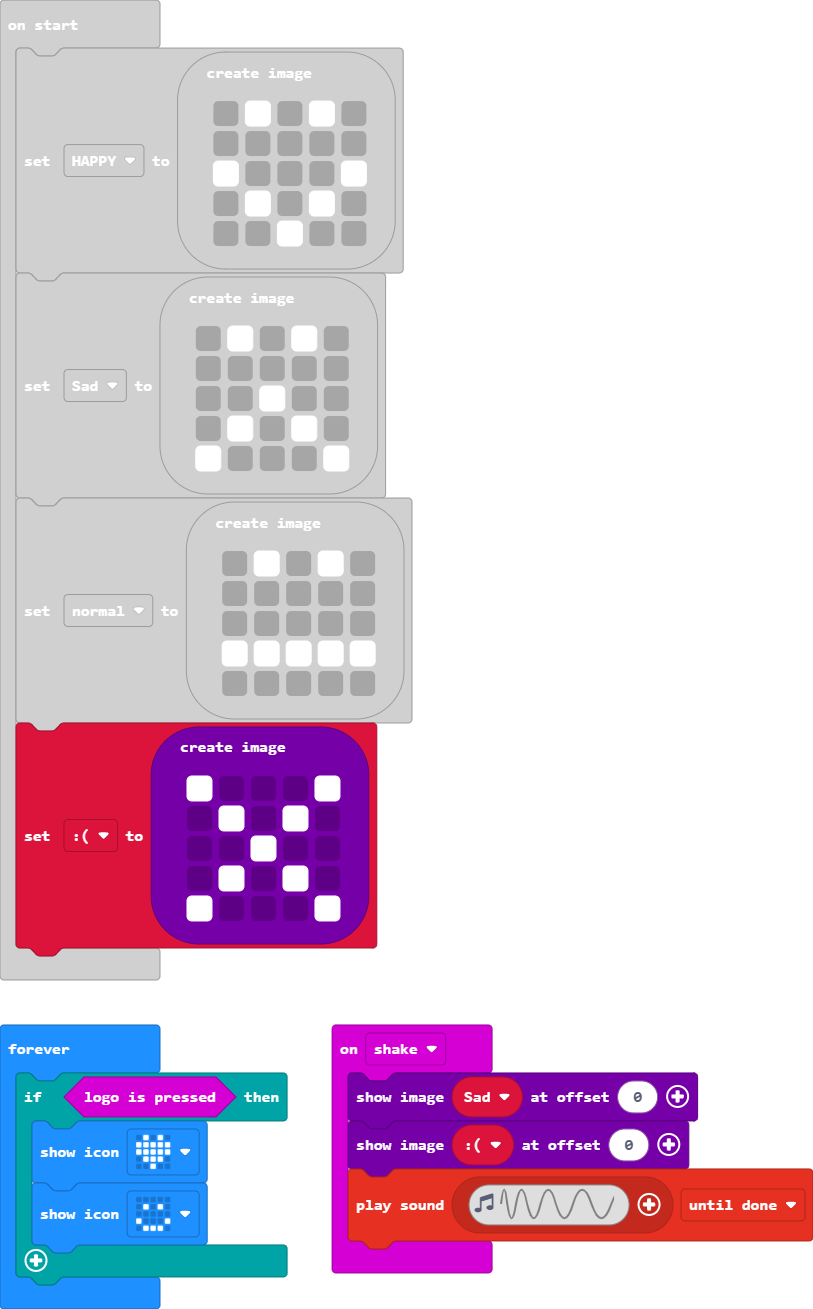 on start
create image
set HAPPY to
create image
set Sad to
create image
set normal to
create image
set :( to
forever
if logo is pressed then
show icon
show icon
on shake
show image Sad at offset 0
show image :( at offset 0
play sound until done